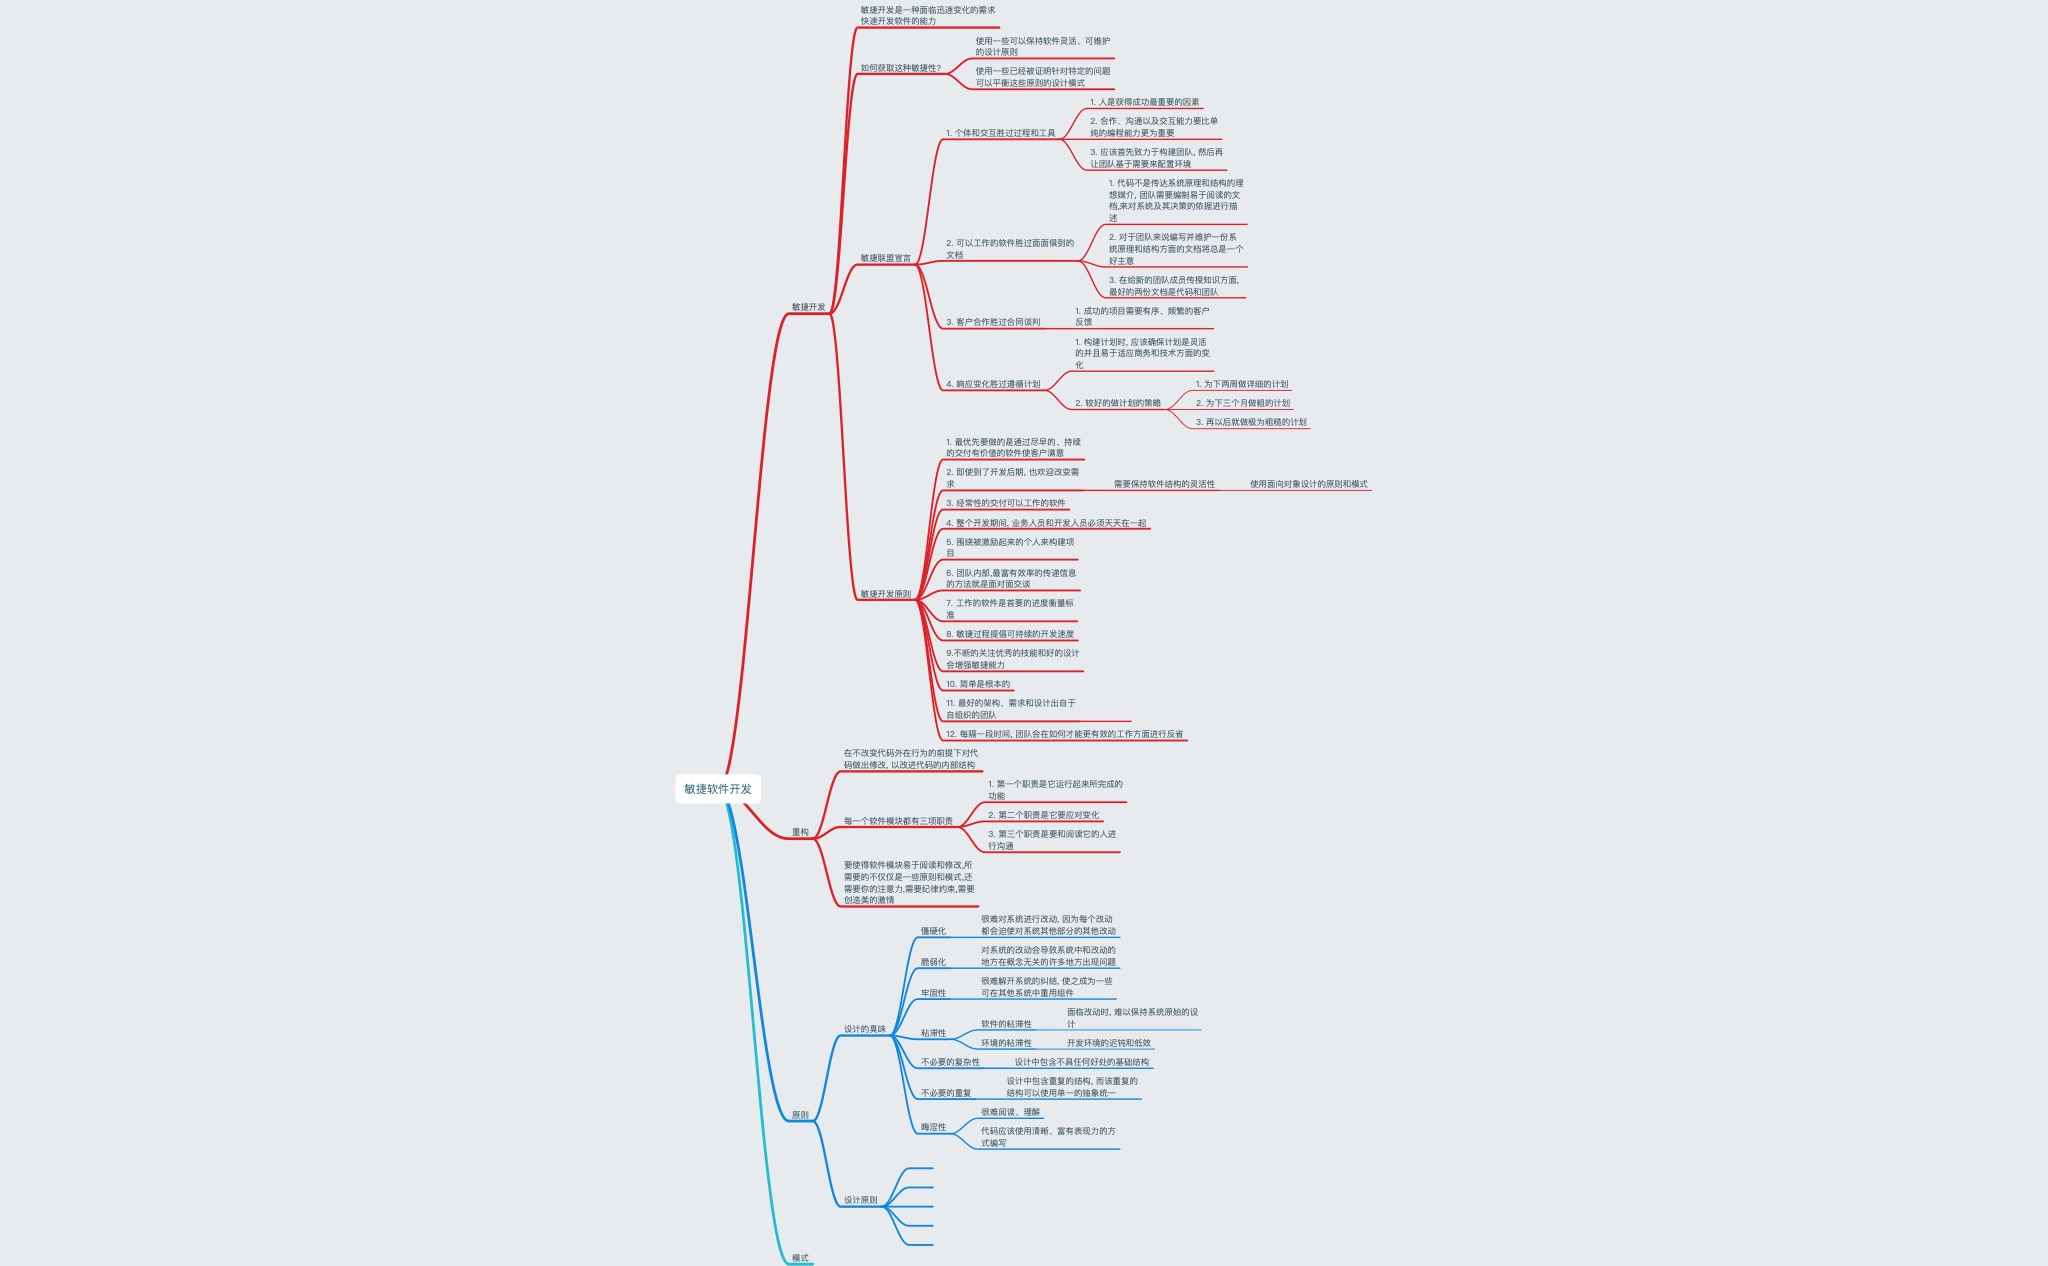 敏捷开发是一种面临迅速变化的需求
快速开发软件的能力
如何获取这种敏捷性?
使用一些可以保持软件灵活、可维护
的设计原则
使用一些已经被证明针对特定的问题
可以平衡这些原则的设计模式
敏捷联盟宣言
1. 个体和交互胜过过程和工具
1. 人是获得成功最重要的因素
2. 合作、沟通以及交互能力要比单
纯的编程能力更为重要
3. 应该首先致力于构建团队, 然后再
让团队基于需要来配置环境
2. 可以工作的软件胜过面面俱到的
文档
1. 代码不是传达系统原理和结构的理
想媒介, 团队需要编制易于阅读的文
档,来对系统及其决策的依据进行描
述
2. 对于团队来说编写并维护一份系
统原理和结构方面的文档将总是一个
好主意
3. 在给新的团队成员传授知识方面,
最好的两份文档是代码和团队
3. 客户合作胜过合同谈判
1. 成功的项目需要有序、频繁的客户
反馈
4. 响应变化胜过遵循计划
1. 构建计划时, 应该确保计划是灵活
的并且易于适应商务和技术方面的变
化
2. 较好的做计划的策略
1. 为下两周做详细的计划
2. 为下三个月做粗的计划
3. 再以后就做极为粗糙的计划
敏捷开发
敏捷开发原则
1. 最优先要做的是通过尽早的、持续
的交付有价值的软件使客户满意
2. 即使到了开发后期, 也欢迎改变需
求
需要保持软件结构的灵活性
使用面向对象设计的原则和模式
3. 经常性的交付可以工作的软件
4. 整个开发期间, 业务人员和开发人员必须天天在一起
5. 围绕被激励起来的个人来构建项
目
6. 团队内部,最富有效率的传递信息
的方法就是面对面交谈
7. 工作的软件是首要的进度衡量标
准
8. 敏捷过程提倡可持续的开发速度
9.不断的关注优秀的技能和好的设计
会增强敏捷能力
10. 简单是根本的
11. 最好的架构、需求和设计出自于
自组织的团队
12. 每隔一段时间, 团队会在如何才能更有效的工作方面进行反省
敏捷软件开发
重构
在不改变代码外在行为的前提下对代
码做出修改, 以改进代码的内部结构
每一个软件模块都有三项职责
1. 第一个职责是它运行起来所完成的
功能
2. 第二个职责是它要应对变化
3. 第三个职责是要和阅读它的人进
行沟通
要使得软件模块易于阅读和修改,所
需要的不仅仅是一些原则和模式,还
需要你的注意力,需要纪律约束,需要
创造美的激情
原则
设计的臭味
僵硬化
很难对系统进行改动, 因为每个改动
都会迫使对系统其他部分的其他改动
脆弱化
对系统的改动会导致系统中和改动的
地方在概念无关的许多地方出现问题
牢固性
很难解开系统的纠结, 使之成为一些
可在其他系统中重用组件
粘滞性
软件的粘滞性
面临改动时, 难以保持系统原始的设
计
环境的粘滞性
开发环境的迟钝和低效
不必要的复杂性
设计中包含不具任何好处的基础结构
不必要的重复
设计中包含重复的结构, 而该重复的
结构可以使用单一的抽象统一
晦涩性
很难阅读、理解
代码应该使用清晰、富有表现力的方
式编写
设计原则
模式